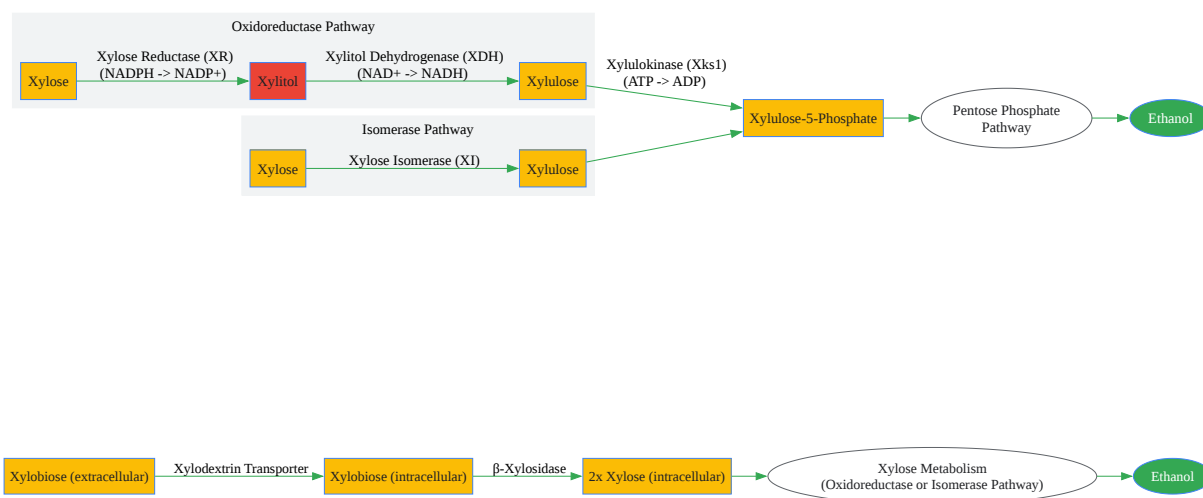 Oxidoreductase Pathway
Xylose
Xylose Reductase (XR)
(NADPH -> NADP+)
Xylitol
Xylitol Dehydrogenase (XDH)
(NAD+ -> NADH)
Xylulose
Xylulokinase (Xks1)
(ATP -> ADP)
Isomerase Pathway
Xylose
Xylose Isomerase (XI)
Xylulose
Xylulose-5-Phosphate
Pentose Phosphate
Pathway
Ethanol
Xylobiose (extracellular)
Xylodextrin Transporter
Xylobiose (intracellular)
β-Xylosidase
2x Xylose (intracellular)
Xylose Metabolism
(Oxidoreductase or Isomerase Pathway)
Ethanol